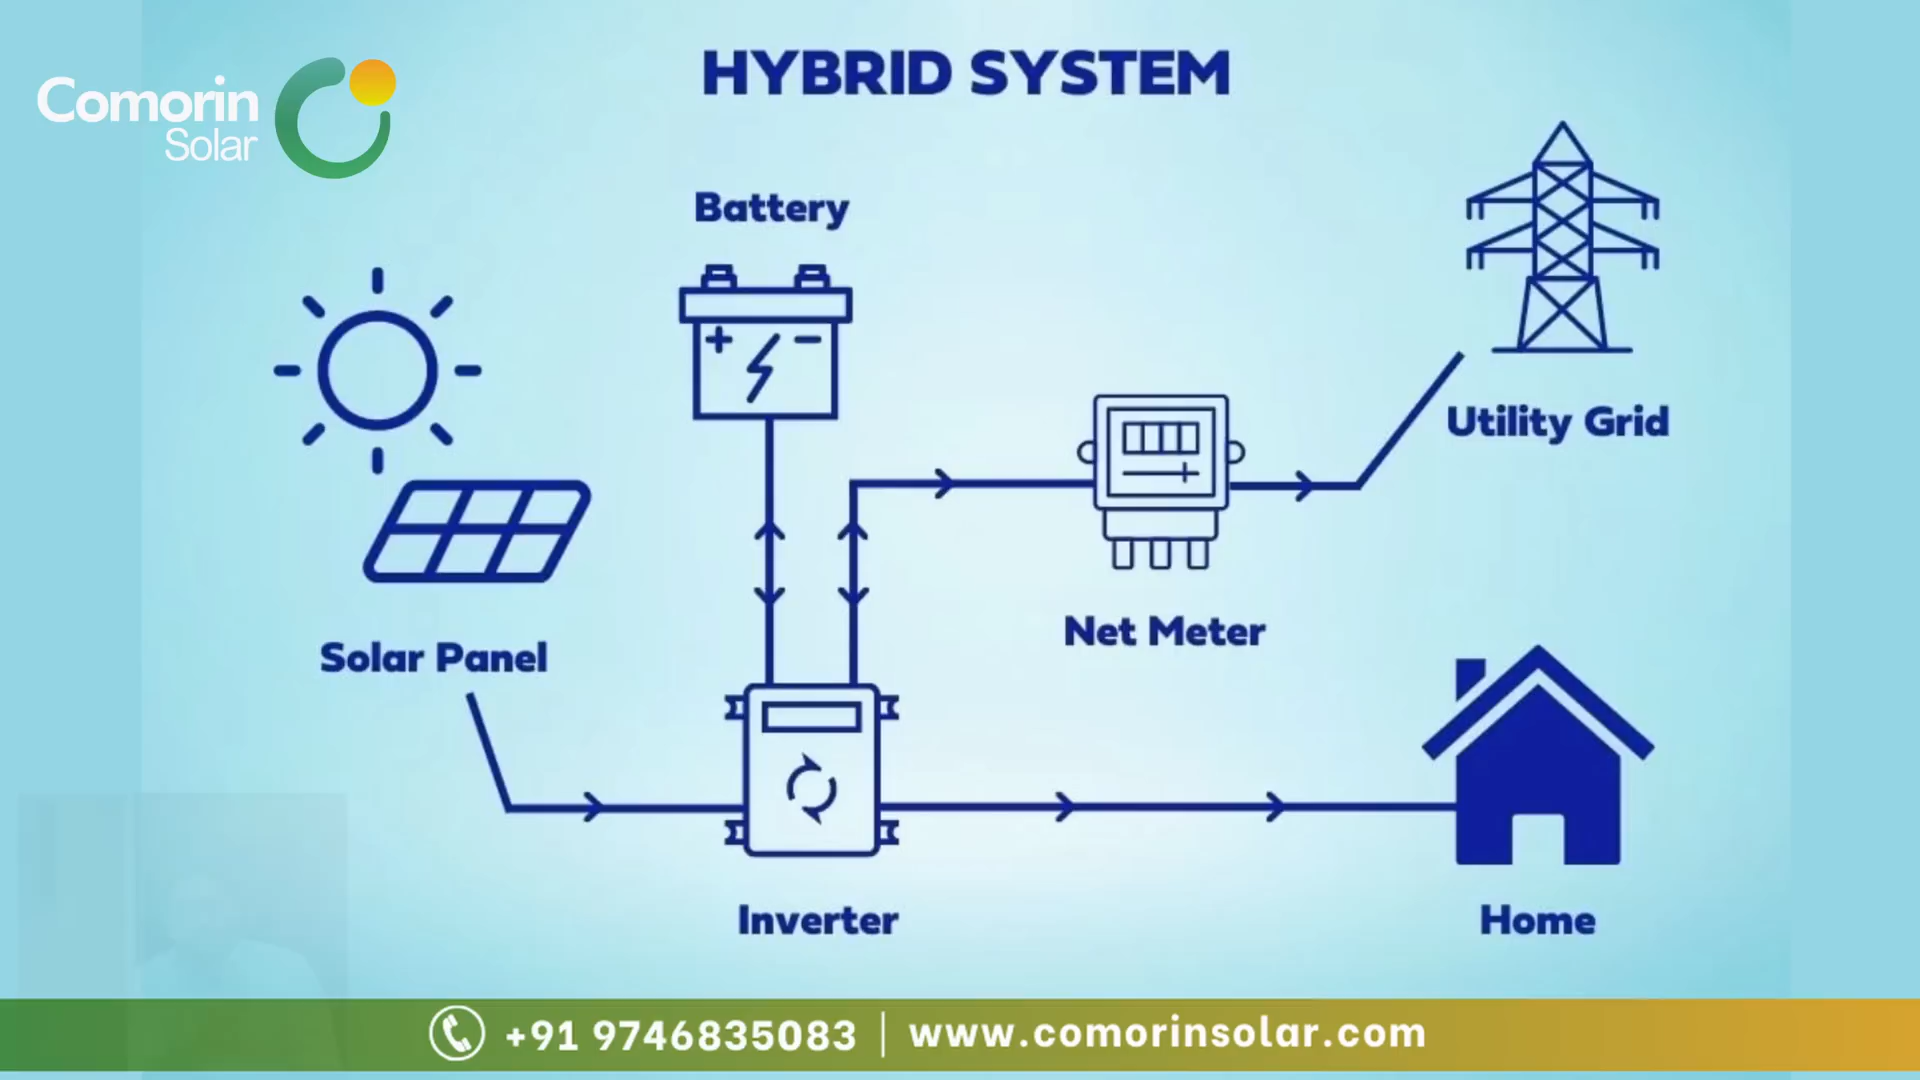 HYBRID SYSTEM
Comorin
Solar
Battery
Utility Grid
Net Meter
Solar Panel
Inverter
Home
+91 9746835083 | www.comorinsolar.com